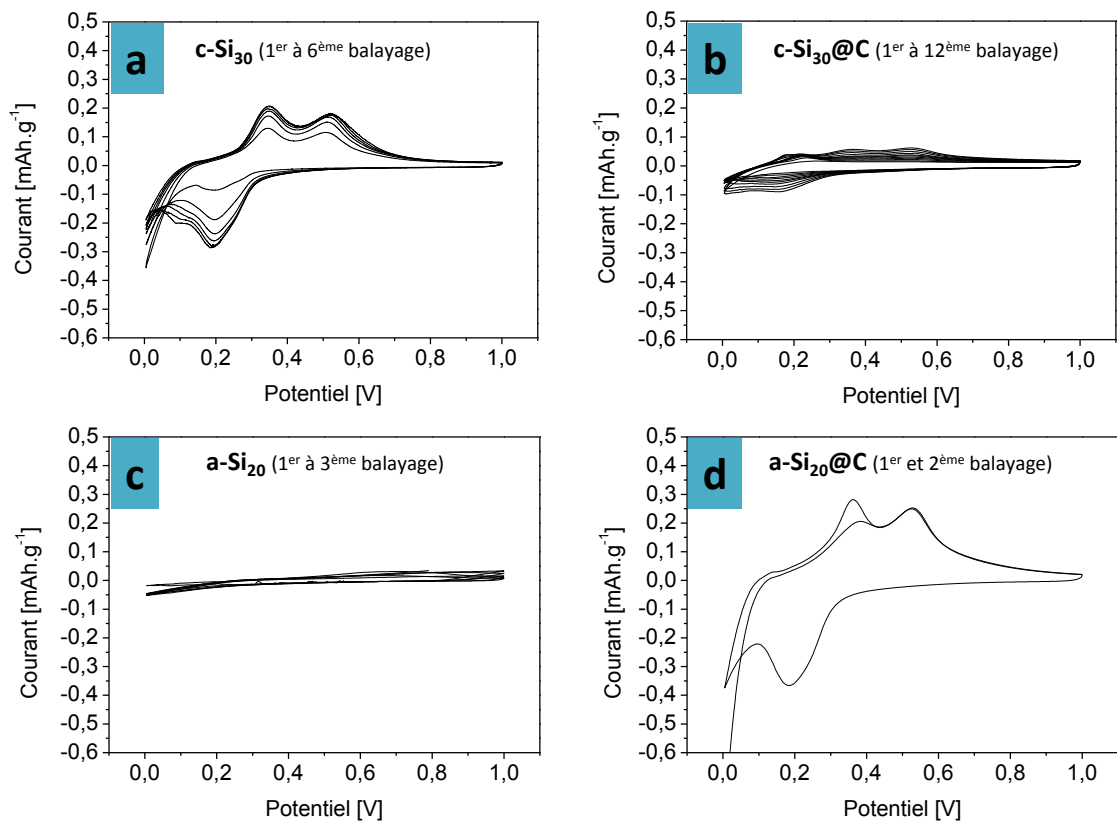 a
c-Si30 (1er à 6ème balayage)
0,5
0,4
0,3
0,2
0,1
0,0
-0,1
-0,2
-0,3
-0,4
-0,5
-0,6
Courant [mAh.g-1]
0,0 0,2 0,4 0,6 0,8 1,0
Potentiel [V]
b
c-Si30@C (1er à 12ème balayage)
0,5
0,4
0,3
0,2
0,1
0,0
-0,1
-0,2
-0,3
-0,4
-0,5
-0,6
Courant [mAh.g-1]
0,0 0,2 0,4 0,6 0,8 1,0
Potentiel [V]
c
a-Si20 (1er à 3ème balayage)
0,5
0,4
0,3
0,2
0,1
0,0
-0,1
-0,2
-0,3
-0,4
-0,5
-0,6
Courant [mAh.g-1]
0,0 0,2 0,4 0,6 0,8 1,0
Potentiel [V]
d
a-Si20@C (1er et 2ème balayage)
0,5
0,4
0,3
0,2
0,1
0,0
-0,1
-0,2
-0,3
-0,4
-0,5
-0,6
Courant [mAh.g-1]
0,0 0,2 0,4 0,6 0,8 1,0
Potentiel [V]